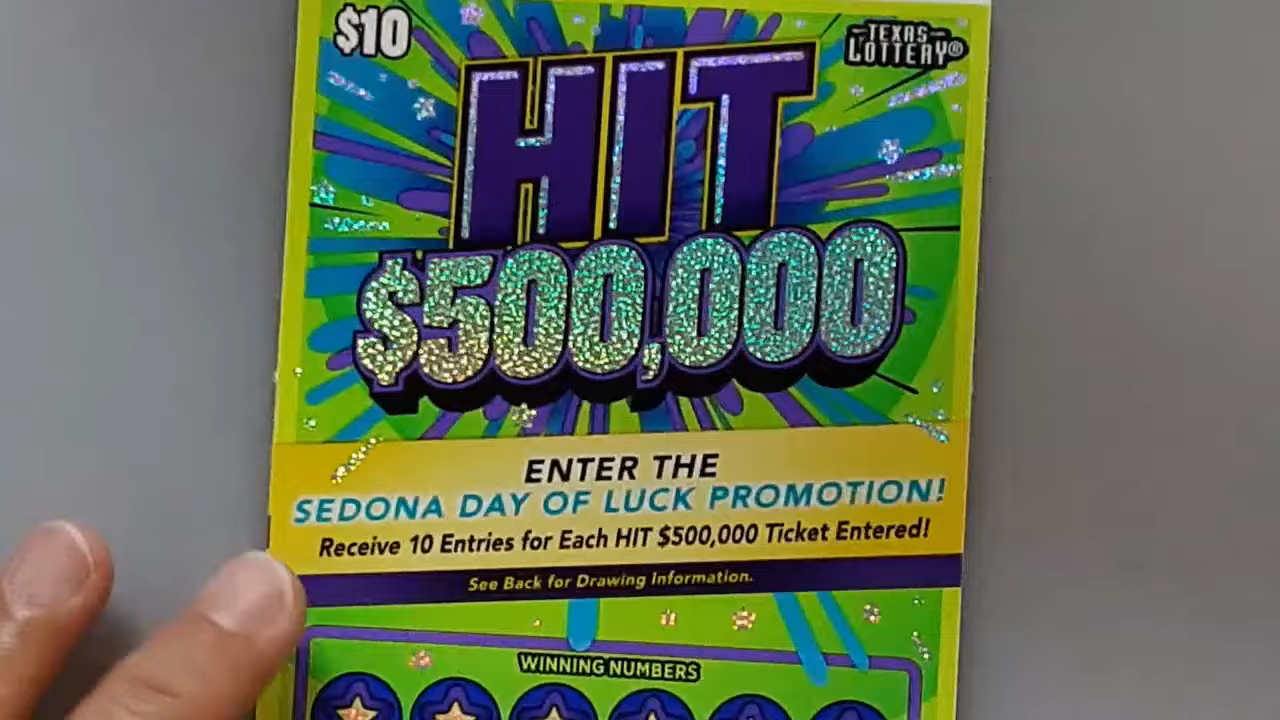 $10
TEXAS
LOTTERY®
HIT
$500,000
ENTER THE
SEDONA DAY OF LUCK PROMOTION!
Receive 10 Entries for Each HIT $500,000 Ticket Entered!
See Back for Drawing Information.
WINNING NUMBERS